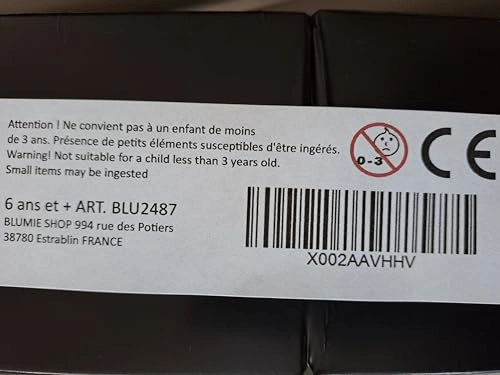 Attention ! Ne convient pas à un enfant de moins
de 3 ans. Présence de petits éléments susceptibles d'être ingérés.
Warning! Not suitable for a child less than 3 years old.
Small items may be ingested
0-3
CE
6 ans et + ART. BLU2487
BLUMIE SHOP 994 rue des Potiers
38780 Estrablin FRANCE
X002AAVHHV